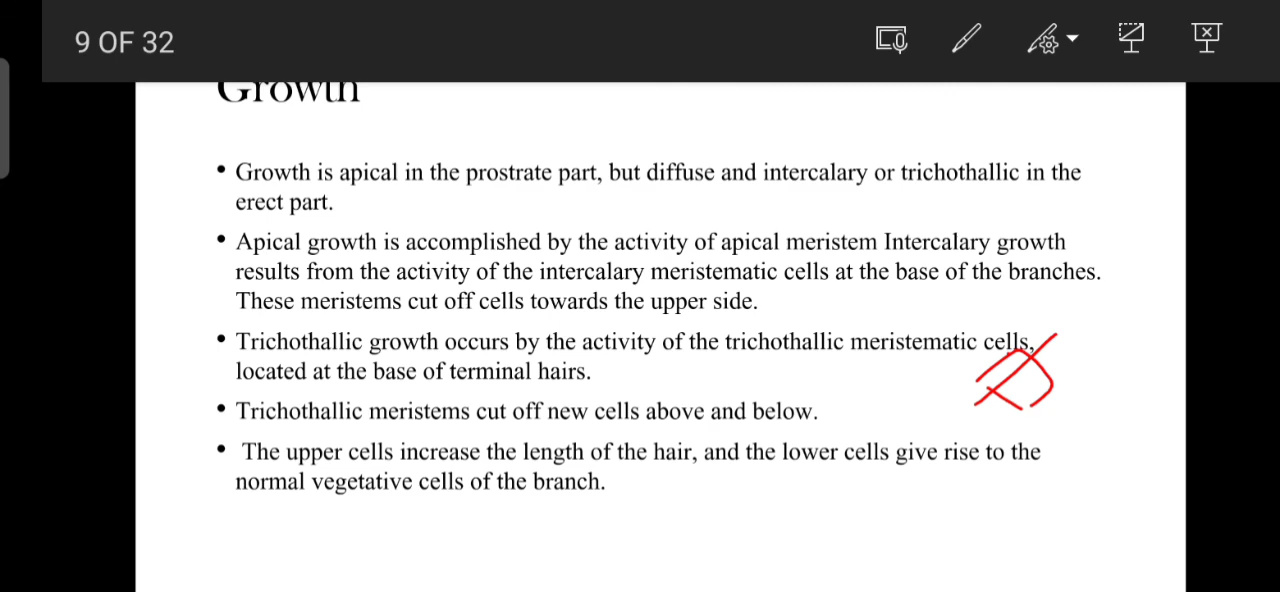 9 OF 32
Growth
• Growth is apical in the prostrate part, but diffuse and intercalary or trichothallic in the
erect part.
• Apical growth is accomplished by the activity of apical meristem Intercalary growth
results from the activity of the intercalary meristematic cells at the base of the branches.
These meristems cut off cells towards the upper side.
• Trichothallic growth occurs by the activity of the trichothallic meristematic cells,
located at the base of terminal hairs.
• Trichothallic meristems cut off new cells above and below.
• The upper cells increase the length of the hair, and the lower cells give rise to the
normal vegetative cells of the branch.